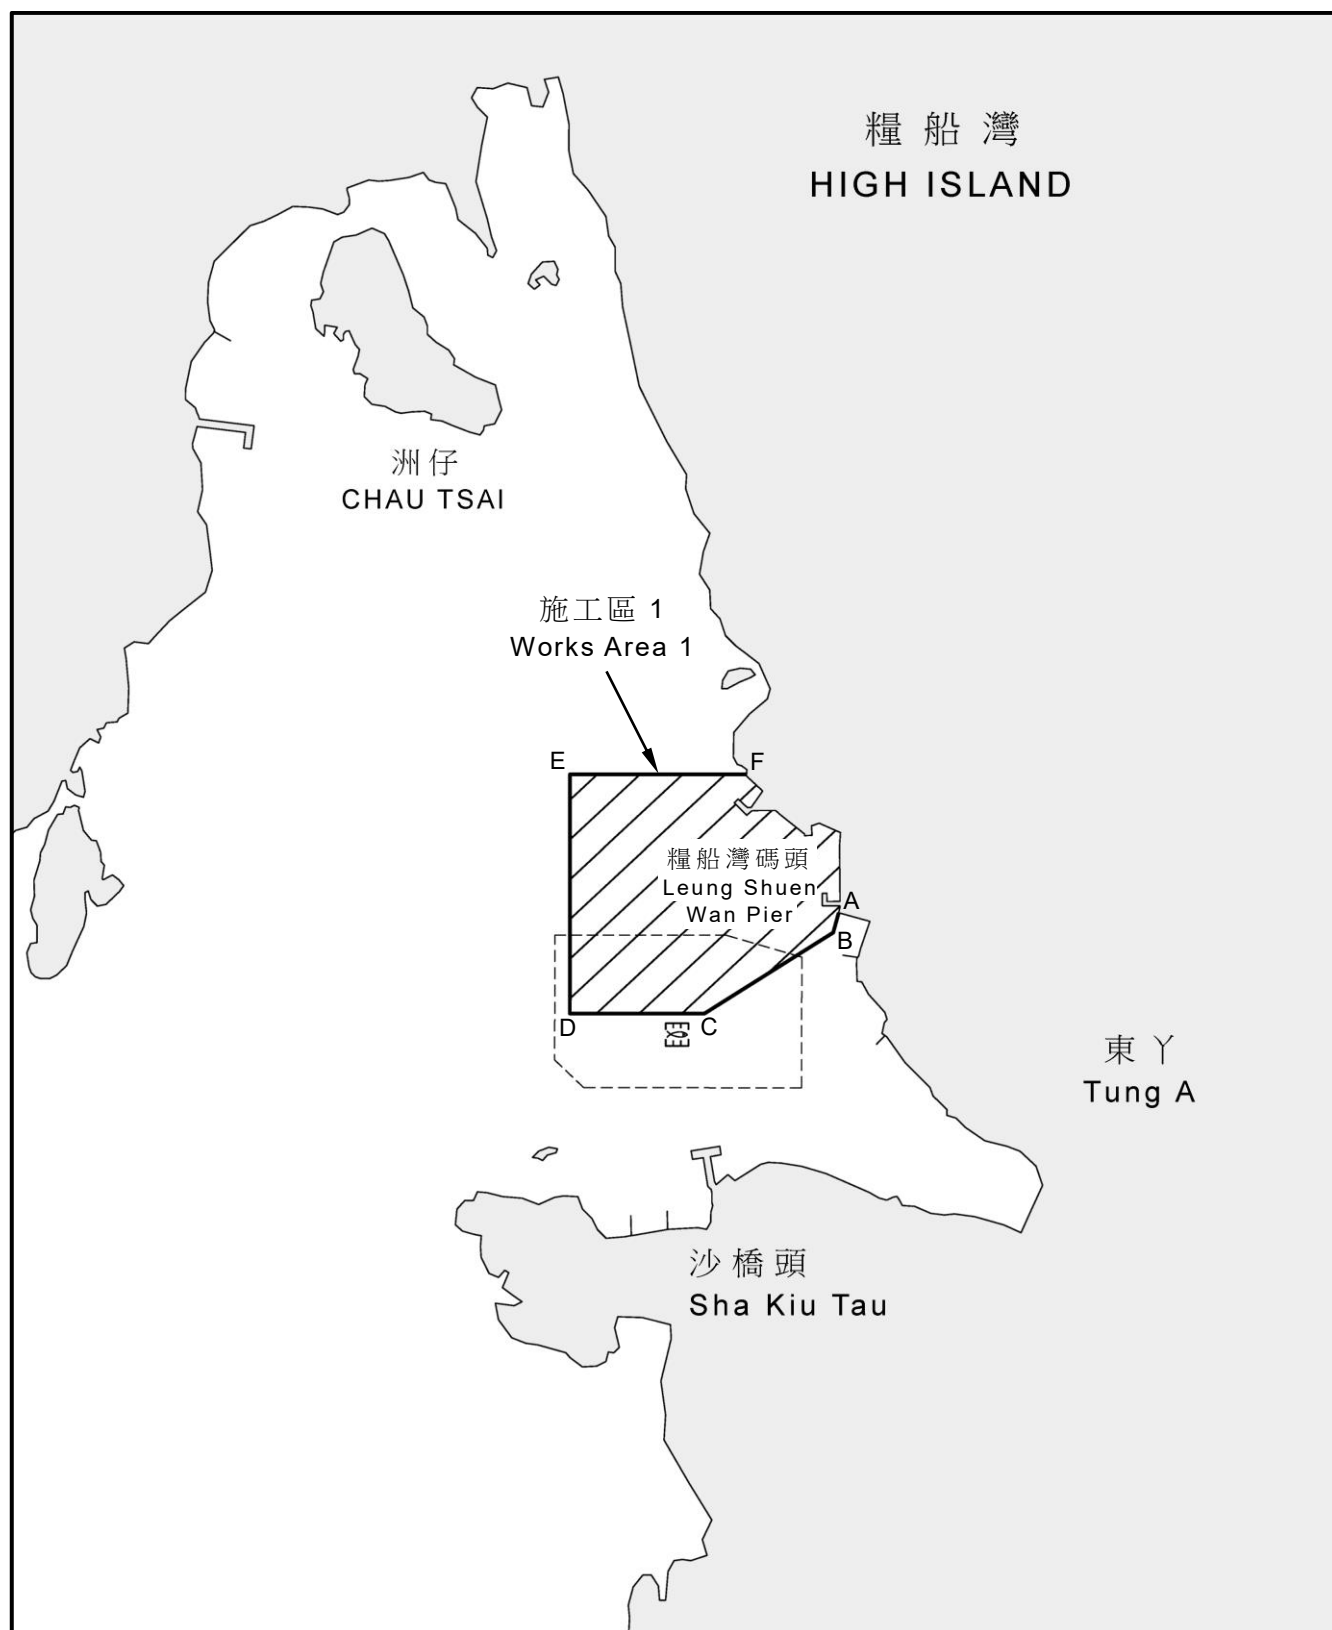 糧船灣
HIGH ISLAND
洲仔
CHAU TSAI
施工區 1
Works Area 1
E
F
糧船灣碼頭
Leung Shuen
Wan Pier
A
B
D
C
東丫
Tung A
沙橋頭
Sha Kiu Tau